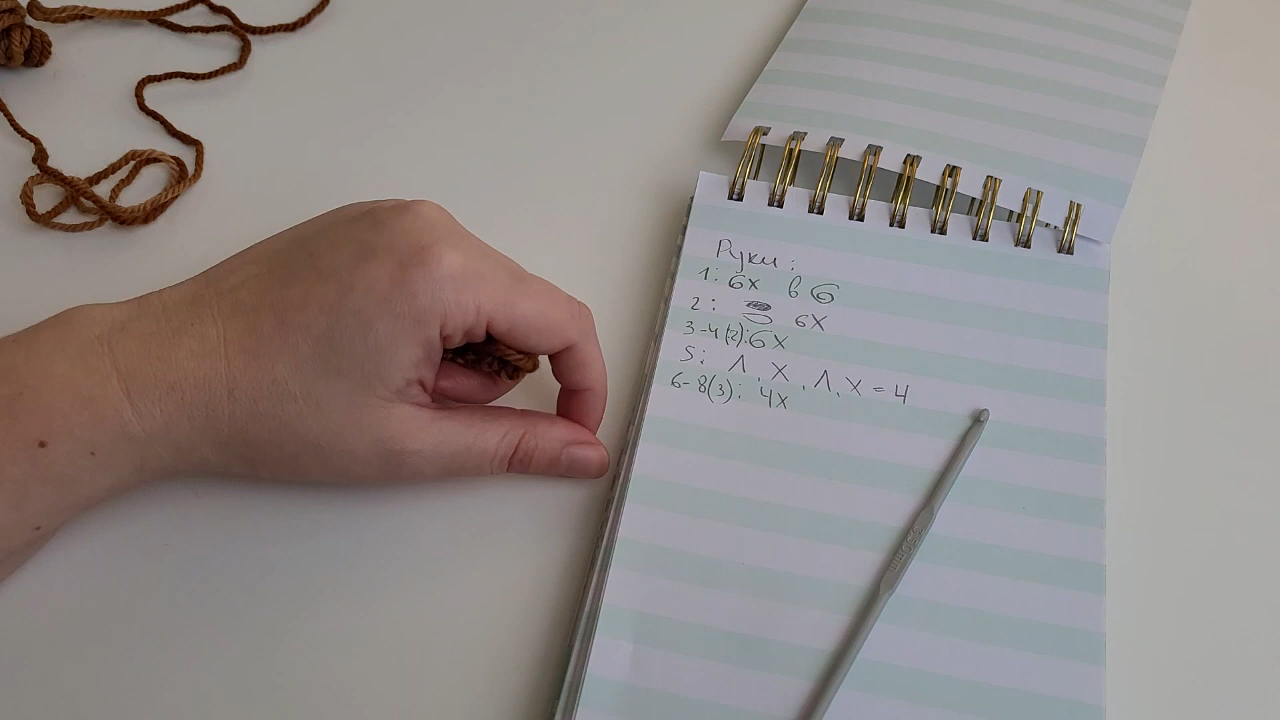 Руки:
1: 6x в 6
2: 6X
3-4(2): 6X
5: Λ, X, Λ, X = 4
6-8(3): 4X